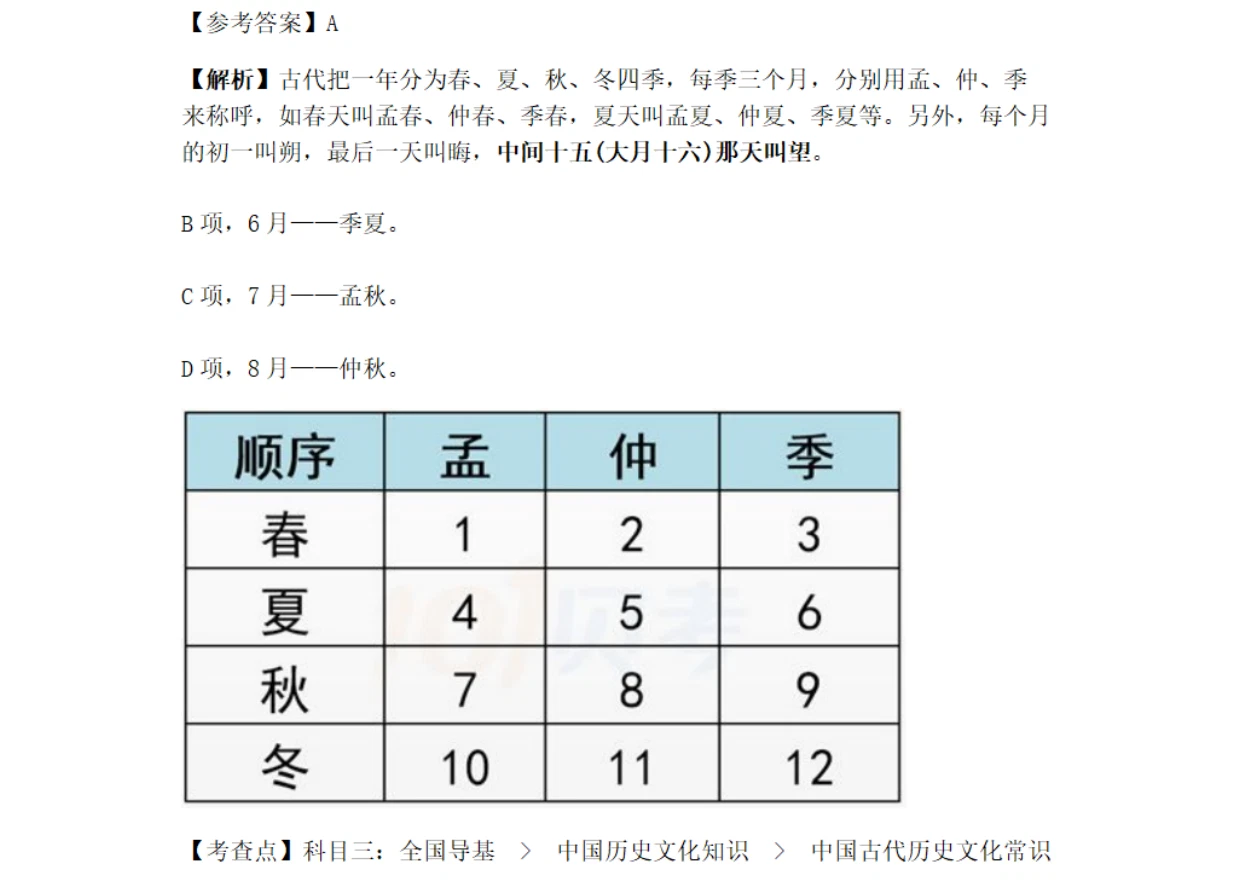 【参考答案】A
【解析】古代把一年分为春、夏、秋、冬四季，每季三个月，分别用孟、仲、季
来称呼，如春天叫孟春、仲春、季春，夏天叫孟夏、仲夏、季夏等。另外，每个月
的初一叫朔，最后一天叫晦，中间十五(大月十六)那天叫望。
B 项，6 月——季夏。
C 项，7 月——孟秋。
D 项，8 月——仲秋。
顺序 孟 仲 季
春 1 2 3
夏 4 5 6
秋 7 8 9
冬 10 11 12
101贝考
【考查点】科目三：全国导基 > 中国历史文化知识 > 中国古代历史文化常识